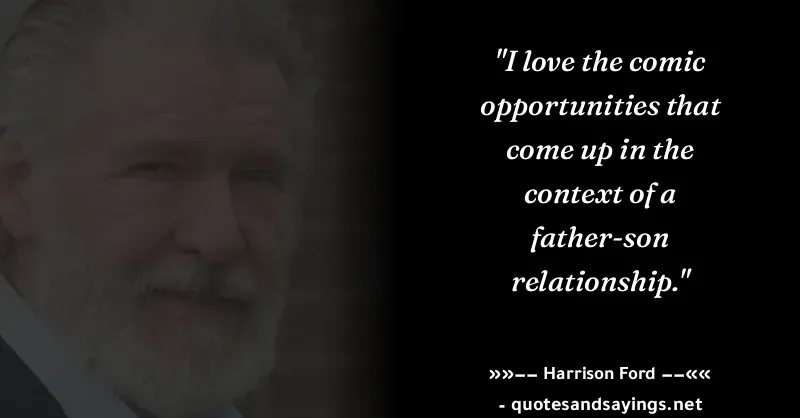 "I love the comic
opportunities that
come up in the
context of a
father-son
relationship."
»»−− Harrison Ford −−««
- quotesandsayings.net